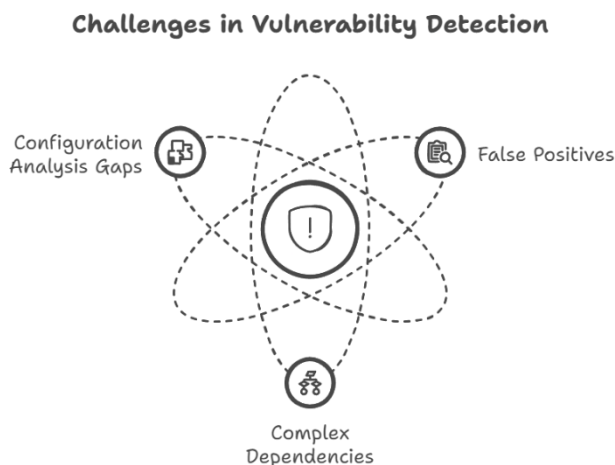 Challenges in Vulnerability Detection
Configuration
Analysis Gaps
False Positives
!
Complex
Dependencies